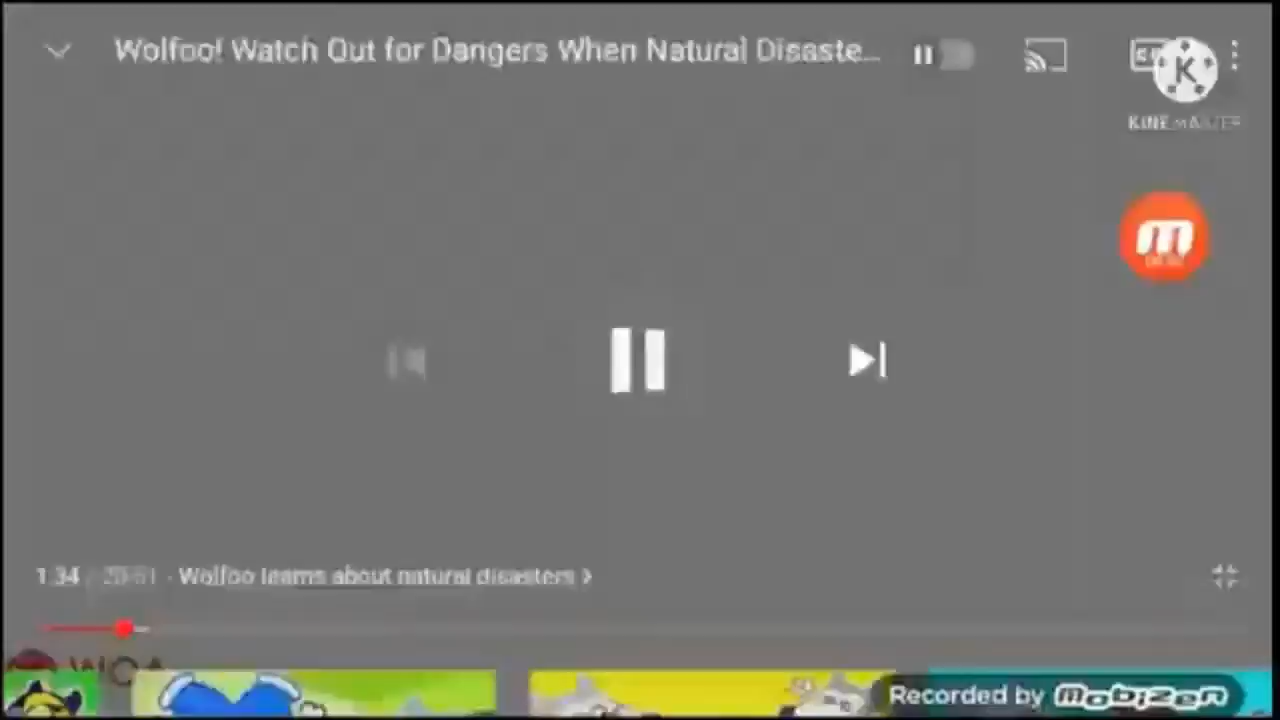 Wolfoo! Watch Out for Dangers When Natural Disaste...
K
KINEMASTER
m
1:34
· Wolfoo learns about natural disasters >
WOA
Recorded by mobizen